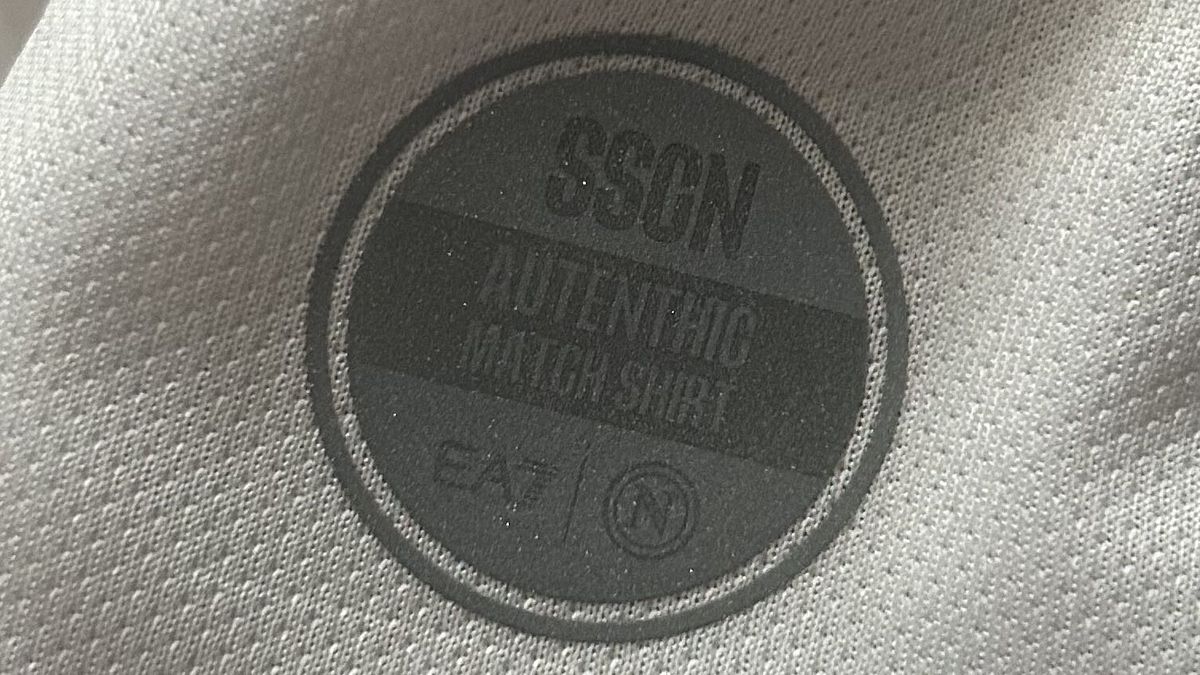 SSCN
AUTENTHIC
MATCH SHIRT
EA7 | N